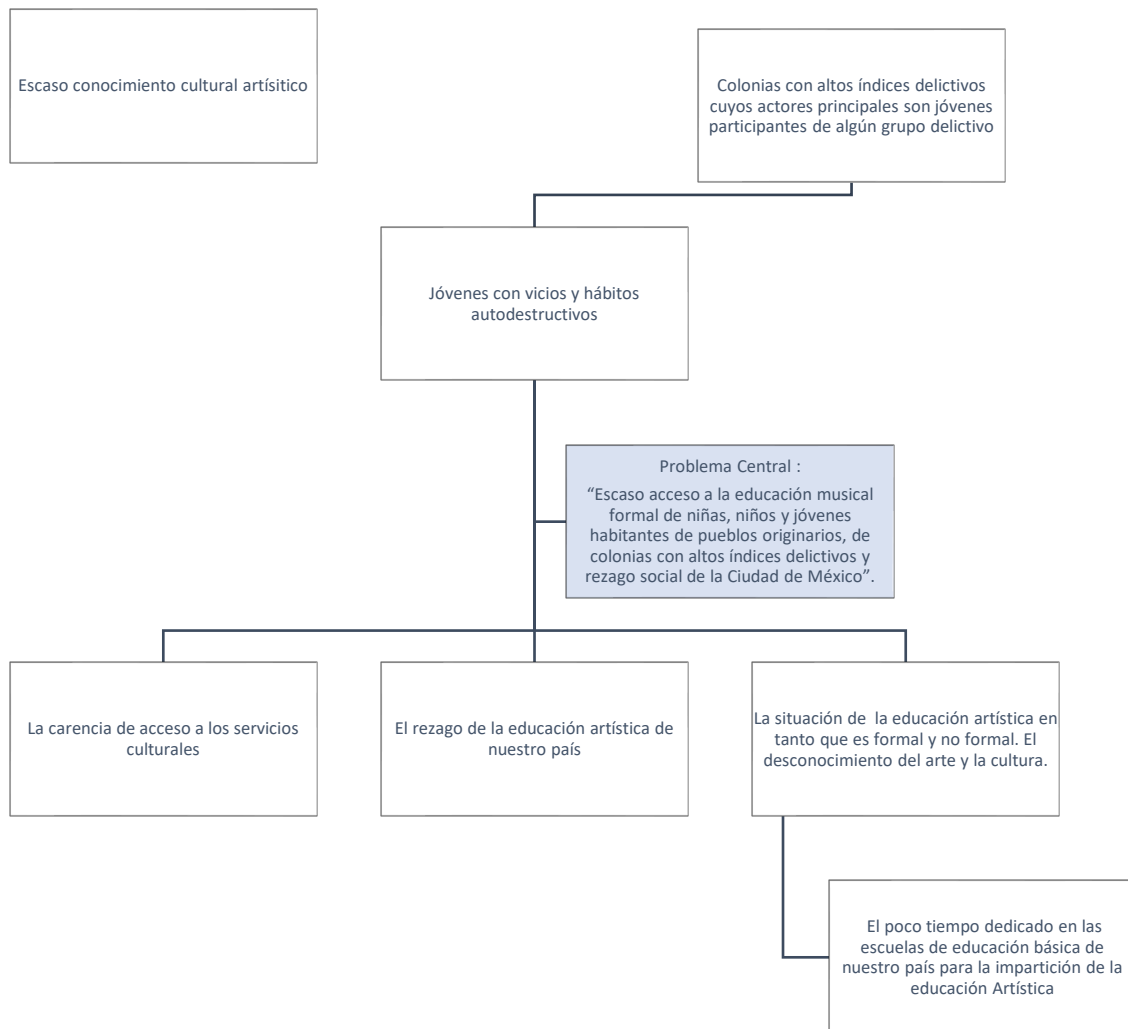 Escaso conocimiento cultural artísitico
Colonias con altos índices delictivos
cuyos actores principales son jóvenes
participantes de algún grupo delictivo
Jóvenes con vicios y hábitos
autodestructivos
Problema Central :
“Escaso acceso a la educación musical
formal de niñas, niños y jóvenes
habitantes de pueblos originarios, de
colonias con altos índices delictivos y
rezago social de la Ciudad de México”.
La carencia de acceso a los servicios
culturales
El rezago de la educación artística de
nuestro país
La situación de la educación artística en
tanto que es formal y no formal. El
desconocimiento del arte y la cultura.
El poco tiempo dedicado en las
escuelas de educación básica de
nuestro país para la impartición de la
educación Artística